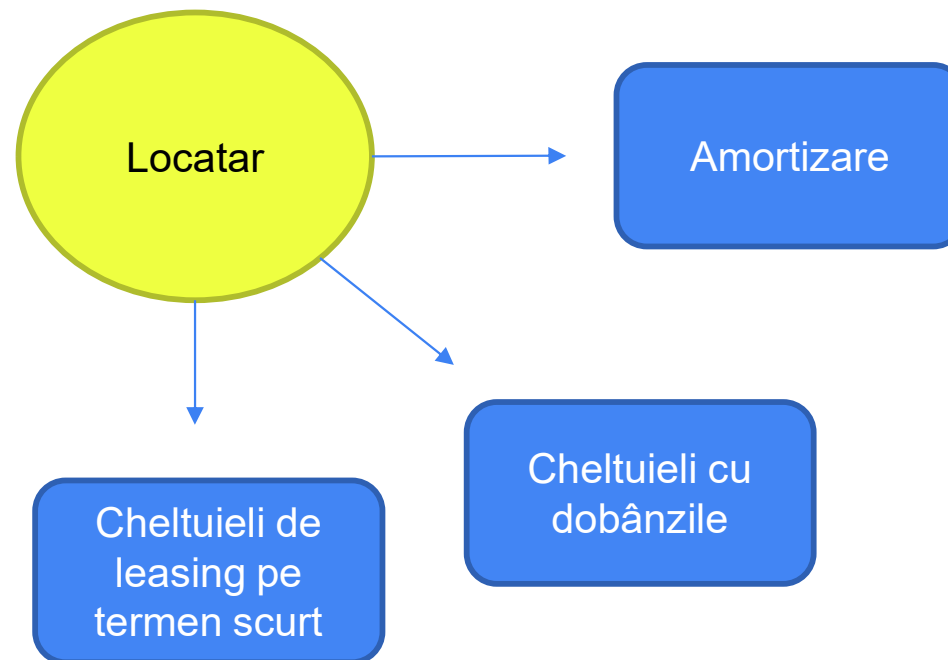 Locatar
Amortizare
Cheltuieli cu
dobânzile
Cheltuieli de
leasing pe
termen scurt